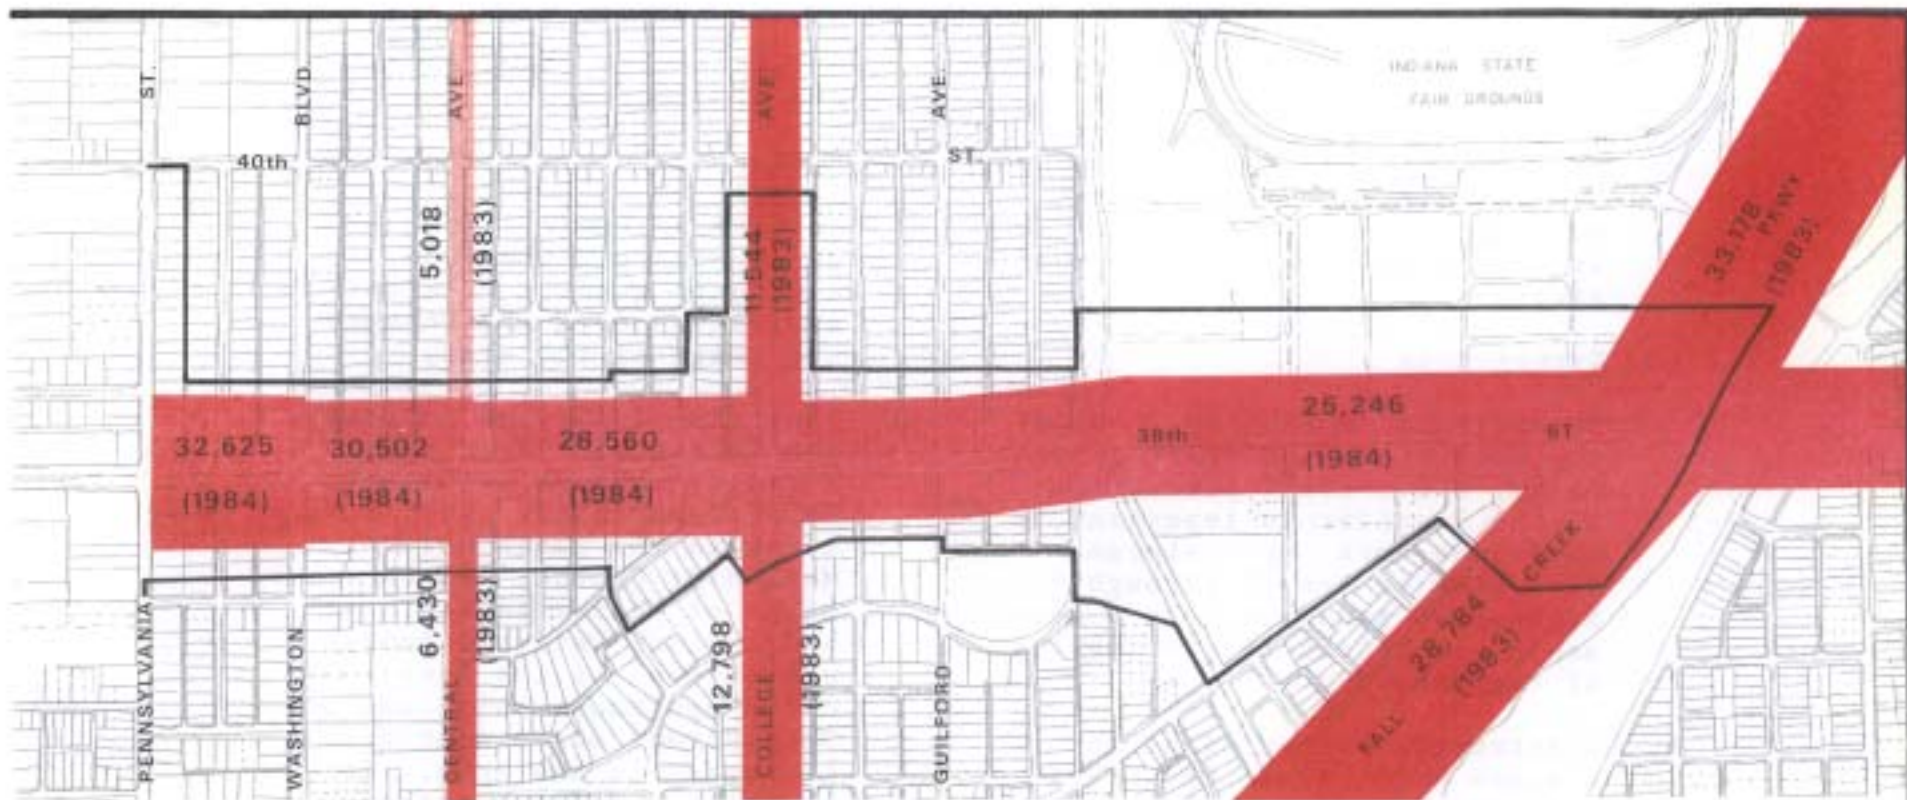 INDIANA STATE
FAIR GROUNDS
ST.
BLVD.
AVE.
AVE.
AVE.
40th
ST.
5,018
(1983)
11,544
(1983)
33,178
PKWY
(1983)
32,625
(1984)
30,502
(1984)
28,560
(1984)
38th
25,246
(1984)
ST
6,430
(1983)
12,798
(1983)
28,784
(1983)
CREEK
FALL
PENNSYLVANIA
WASHINGTON
CENTRAL
COLLEGE
GUILFORD